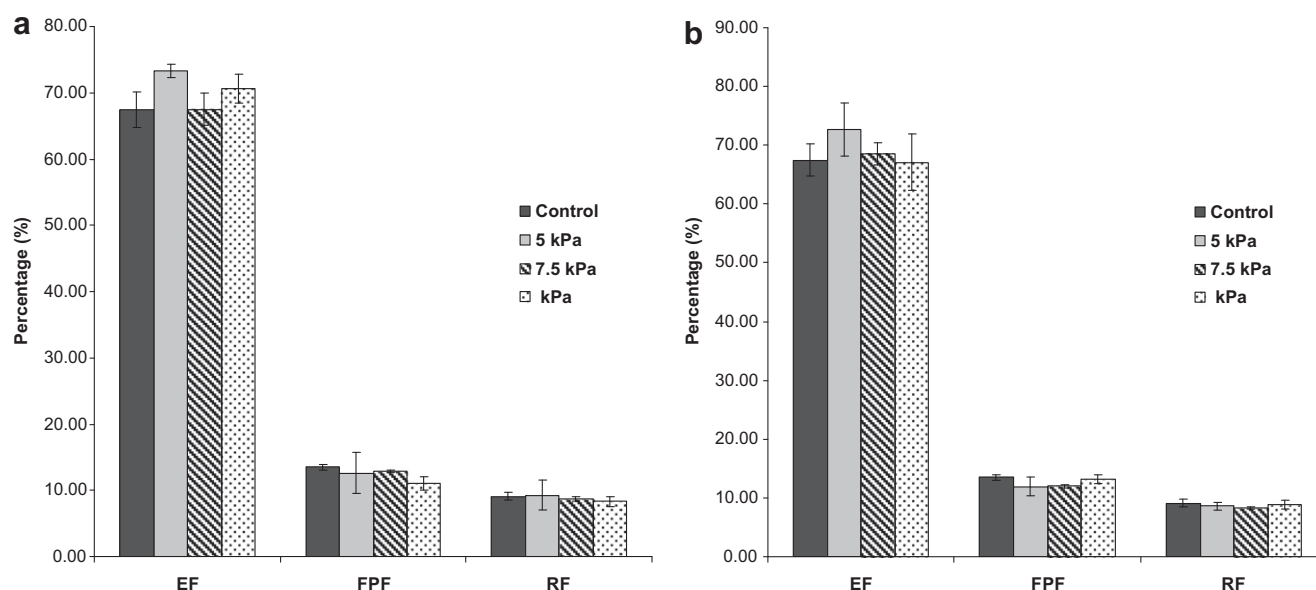 a
80.00
70.00
60.00
50.00
40.00
30.00
20.00
10.00
0.00
Percentage (%)
Control
5 kPa
7.5 kPa
kPa
EF FPF RF
b
90.00
80.00
70.00
60.00
50.00
40.00
30.00
20.00
10.00
0.00
Percentage (%)
Control
5 kPa
7.5 kPa
kPa
EF FPF RF